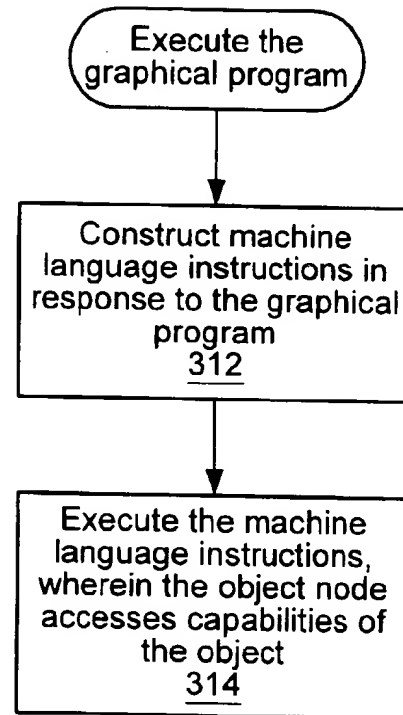 Execute the
graphical program
Construct machine
language instructions in
response to the graphical
program
312
Execute the machine
language instructions,
wherein the object node
accesses capabilities of
the object
314